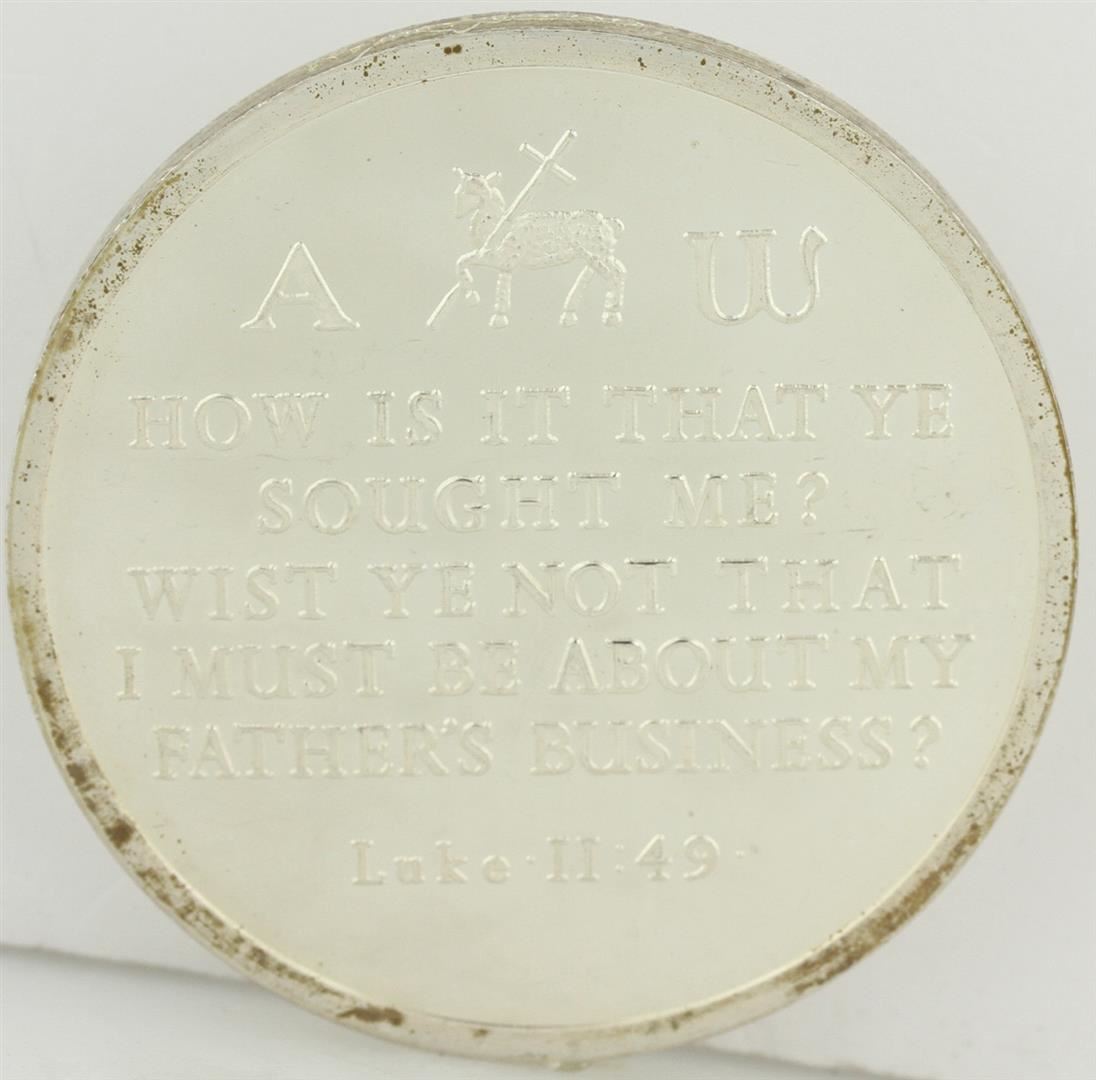 A W
HOW IS IT THAT YE
SOUGHT ME?
WIST YE NOT THAT
I MUST BE ABOUT MY
FATHER'S BUSINESS?
Luke·II:49·